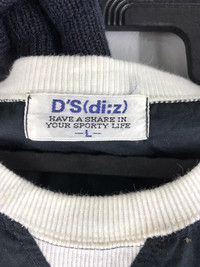 D'S(di:z)
HAVE A SHARE IN
YOUR SPORTY LIFE
-L-